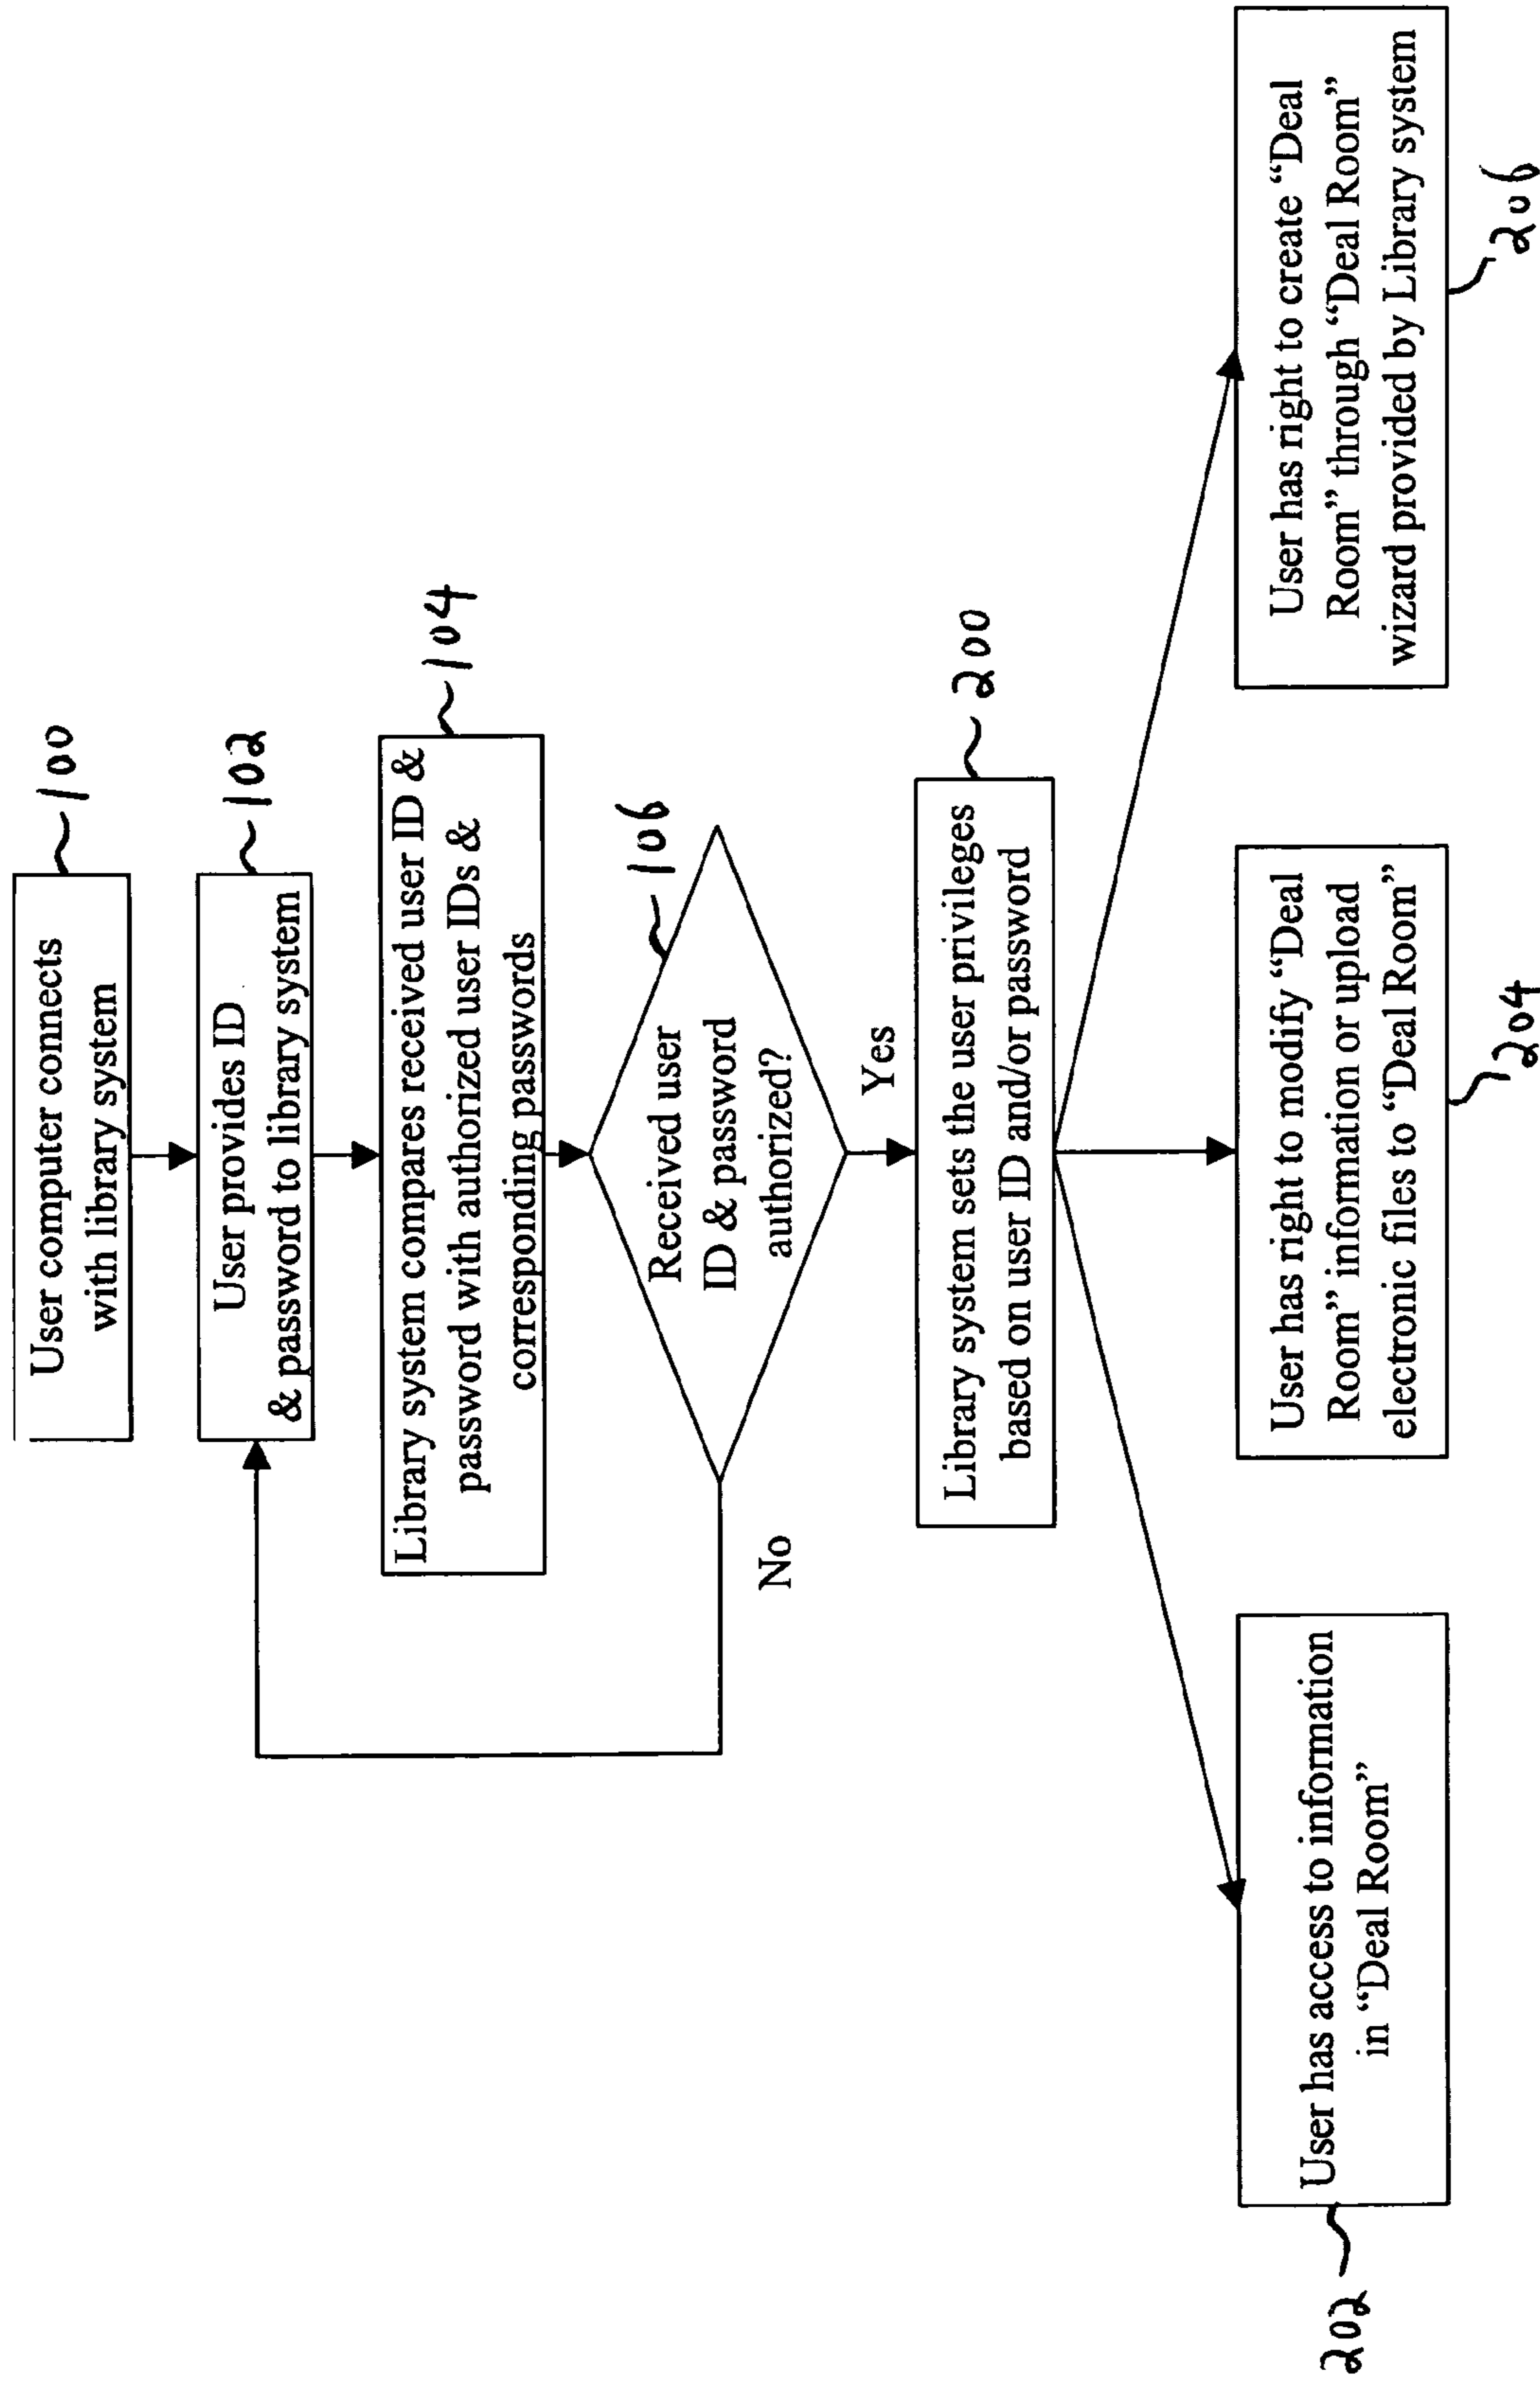 User computer connects
with library system
100
User provides ID
& password to library system
102
Library system compares received user ID &
password with authorized user IDs &
corresponding passwords
104
Received user
ID & password
authorized?
106
No
Yes
Library system sets the user privileges
based on user ID and/or password
200
User has access to information
in “Deal Room”
202
User has right to modify “Deal
Room” information or upload
electronic files to “Deal Room”
204
User has right to create “Deal
Room” through “Deal Room”
wizard provided by Library system
206